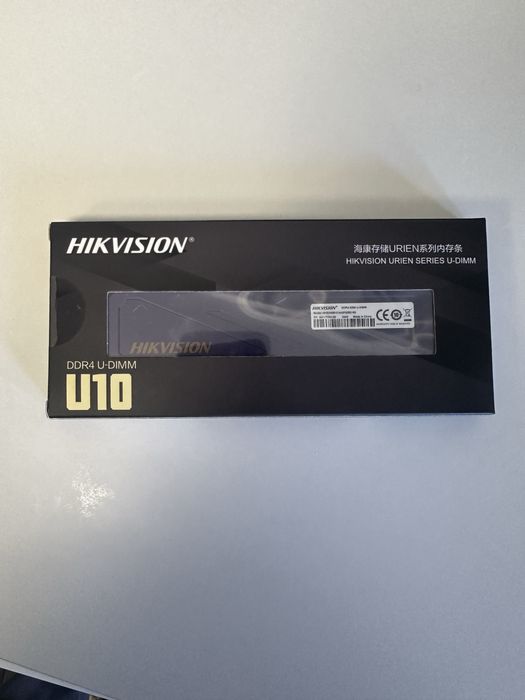 HIKVISION®
海康存储URIEN系列内存条
HIKVISION URIEN SERIES U-DIMM
HIKVISION
HIKVISION
DDR4 U-DIMM
U10